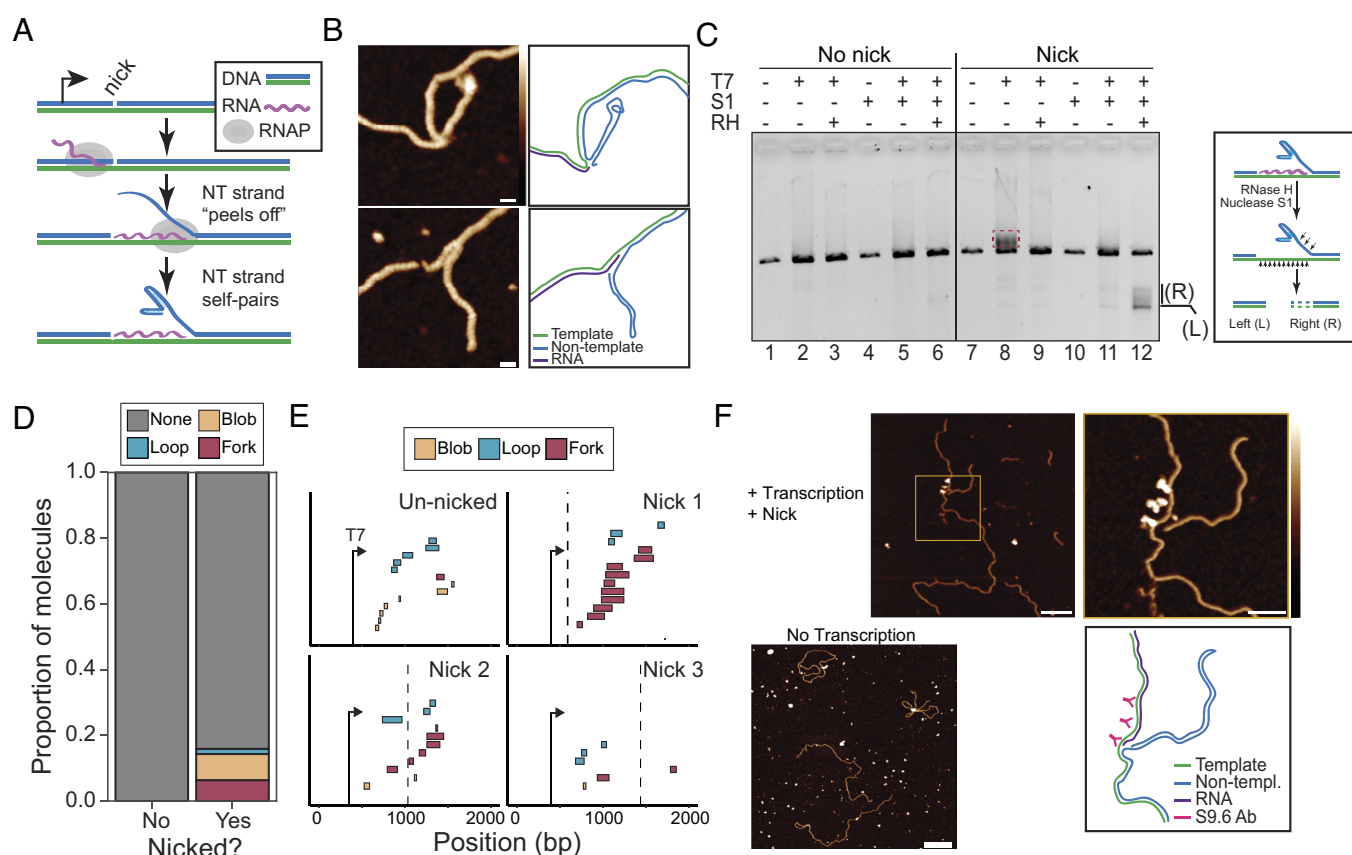 A
nick
DNA
RNA
RNAP
NT strand
“peels off”
NT strand
self-pairs
B
Template
Non-template
RNA
C
No nick Nick
T7 - + + - + + - + + - + +
S1 - - - + + + - - - + + +
RH + + + +
1 2 3 4 5 6 7 8 9 10 11 12
(R)
(L)
RNase H
Nuclease S1
Left (L) Right (R)
D
None Blob
Loop Fork
Proportion of molecules
1.0
0.8
0.6
0.4
0.2
0.0
No Yes
Nicked?
E
Blob Loop Fork
Un-nicked
T7
Nick 1
Nick 2
Nick 3
0 1000 2000 0 1000 2000
Position (bp)
F
+ Transcription
+ Nick
No Transcription
Template
Non-templ.
RNA
S9.6 Ab